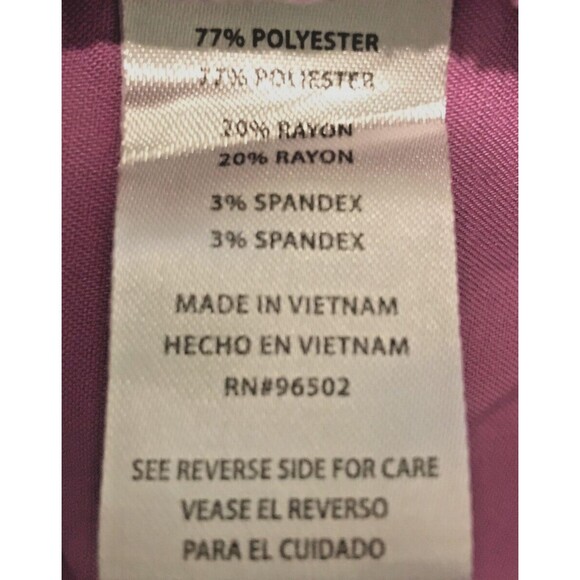 77% POLYESTER
77% POLIESTER
20% RAYON
20% RAYON
3% SPANDEX
3% SPANDEX
MADE IN VIETNAM
HECHO EN VIETNAM
RN#96502
SEE REVERSE SIDE FOR CARE
VEASE EL REVERSO
PARA EL CUIDADO